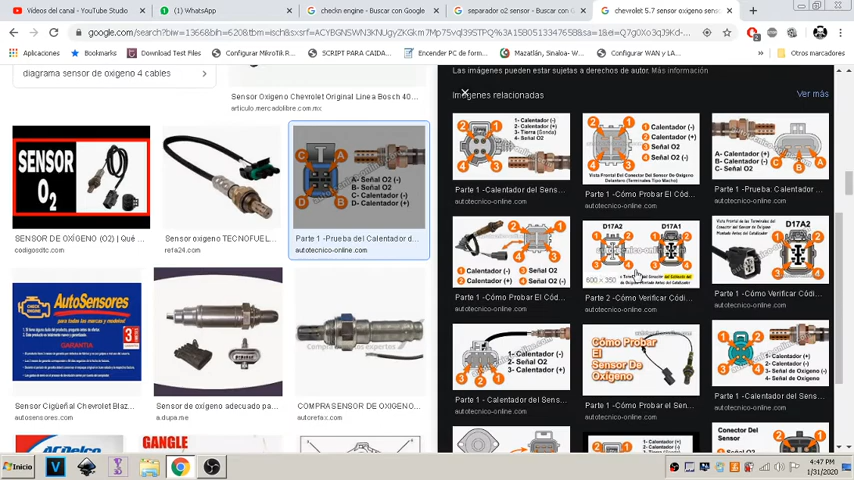 dashboard - YouTube Studio
(1) WhatsApp
checkin engine - Buscar con Google
separador o2 sensor - Buscar con G
chevrolet 5.7 sensor oxigeno sens
Aplicaciones
Bookmarks
Download Test Files
Configurar MikroTiK R...
SCRIPT PARA CAIDA...
Encender PC de form...
Mazatlán, Sinaloa- W...
Configurar WAN y LA...
Otros marcadores
diagrama sensor de oxigeno 4 cables
Sensor Oxigeno Chevrolet Original Linea Bosch 40...
articulo.mercadolibre.com.mx
Las imágenes pueden estar sujetas a derechos de autor. Más información
Imágenes relacionadas
Ver más
SENSOR
O2
SENSOR DE OXÍGENO (O2) | Qué ...
codigosdtc.com
Sensor oxigeno TECNOFUEL...
refa24.com
C A
D B
A- Señal O2 (-)
B- Señal O2 (+)
C- Calentador (-)
D- Calentador (+)
Parte 1 -Prueba del Calentador d...
autotecnico-online.com
1- Calentador (-)
2- Calentador (+)
3- Tierra (Sonda)
4- Señal O2
Parte 1 -Calentador del Sens...
autotecnico-online.com
1 Calentador (-)
2 Calentador (+)
3 Señal O2
4 Señal O2
Vista Frontal Del Conector Del Sensor De Oxígeno
Parte 1 -Cómo Probar El Cód...
autotecnico-online.com
A- Calentador (+)
B- Calentador (-)
C- Señal O2
Parte 1 -Prueba: Calentador ...
autotecnico-online.com
1 Calentador (-)
2 Calentador (+)
3 Señal O2
4 Señal O2
Parte 1 -Cómo Probar El Cód...
autotecnico-online.com
D17A2 D17A1
600 × 350
Parte 2 -Cómo Verificar Códi...
autotecnico-online.com
D17A2
Parte 1 -Cómo Verificar Códi...
autotecnico-online.com
AutoSensores
GARANTIA
Sensor Cigüeñal Chevrolet Blaz...
autosensores.com
Sensor de oxígeno adecuado pa...
a.dupa.me
COMPRASENSOR DE OXIGENO...
autorefax.com
1 - Calentador (-)
2- Señal O2
3- Calentador (+)
Parte 1 - Calentador del Sens...
autotecnico-online.com
Cómo Probar
El
Sensor De
Oxígeno
Parte 1 -Cómo Probar el Sen...
autotecnico-online.com
1- Calentador (+)
2- Calentador (-)
3- Señal de Oxígeno (-)
4- Señal de Oxígeno
Parte 1 -Calentador del Sens...
autotecnico-online.com
ACDelco
GANGLE
Conector Del
Sensor
Inicio
4:47 PM
1/31/2020